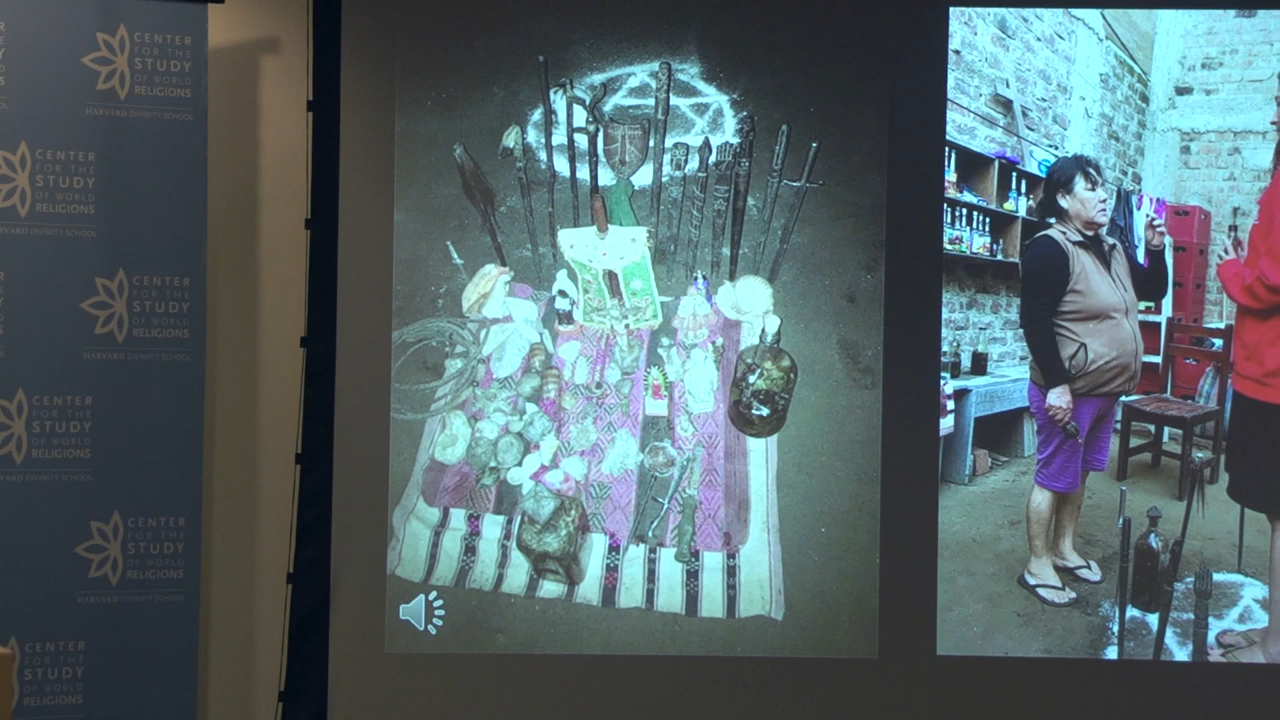 CENTER
FOR THE
STUDY
OF WORLD
RELIGIONS
HARVARD DIVINITY SCHOOL
CENTER
FOR THE
STUDY
OF WORLD
RELIGIONS
HARVARD DIVINITY SCHOOL
CENTER
FOR THE
STUDY
OF WORLD
RELIGIONS
HARVARD DIVINITY SCHOOL
CENTER
FOR THE
STUDY
OF WORLD
RELIGIONS
HARVARD DIVINITY SCHOOL
CENTER
FOR THE
STUDY
OF WORLD
RELIGIONS
HARVARD DIVINITY SCHOOL
CENTER
FOR THE
STUDY
OF WORLD
RELIGIONS